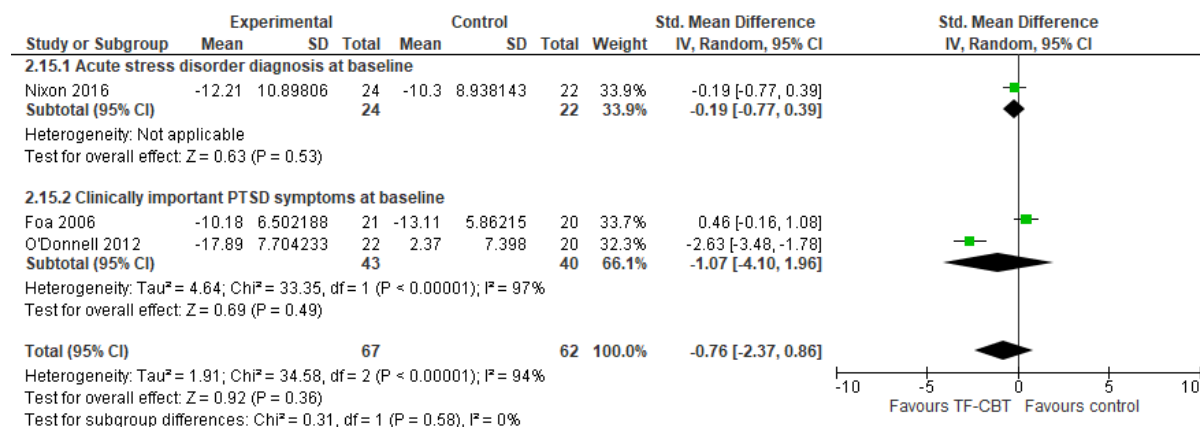 Experimental Control Std. Mean Difference Std. Mean Difference
Study or Subgroup Mean SD Total Mean SD Total Weight IV, Random, 95% CI IV, Random, 95% CI
2.15.1 Acute stress disorder diagnosis at baseline
Nixon 2016 -12.21 10.89806 24 -10.3 8.938143 22 33.9% -0.19 [-0.77, 0.39]
Subtotal (95% CI) 24 22 33.9% -0.19 [-0.77, 0.39]
Heterogeneity: Not applicable
Test for overall effect: Z = 0.63 (P = 0.53)
2.15.2 Clinically important PTSD symptoms at baseline
Foa 2006 -10.18 6.502188 21 -13.11 5.86215 20 33.7% 0.46 [-0.16, 1.08]
O'Donnell 2012 -17.89 7.704233 22 2.37 7.398 20 32.3% -2.63 [-3.48, -1.78]
Subtotal (95% CI) 43 40 66.1% -1.07 [-4.10, 1.96]
Heterogeneity: Tau² = 4.64; Chi² = 33.35, df = 1 (P < 0.00001); I² = 97%
Test for overall effect: Z = 0.69 (P = 0.49)
Total (95% CI) 67 62 100.0% -0.76 [-2.37, 0.86]
Heterogeneity: Tau² = 1.91; Chi² = 34.58, df = 2 (P < 0.00001); I² = 94%
Test for overall effect: Z = 0.92 (P = 0.36)
Test for subgroup differences: Chi² = 0.31, df = 1 (P = 0.58), I² = 0%
-10 -5 0 5 10
Favours TF-CBT Favours control